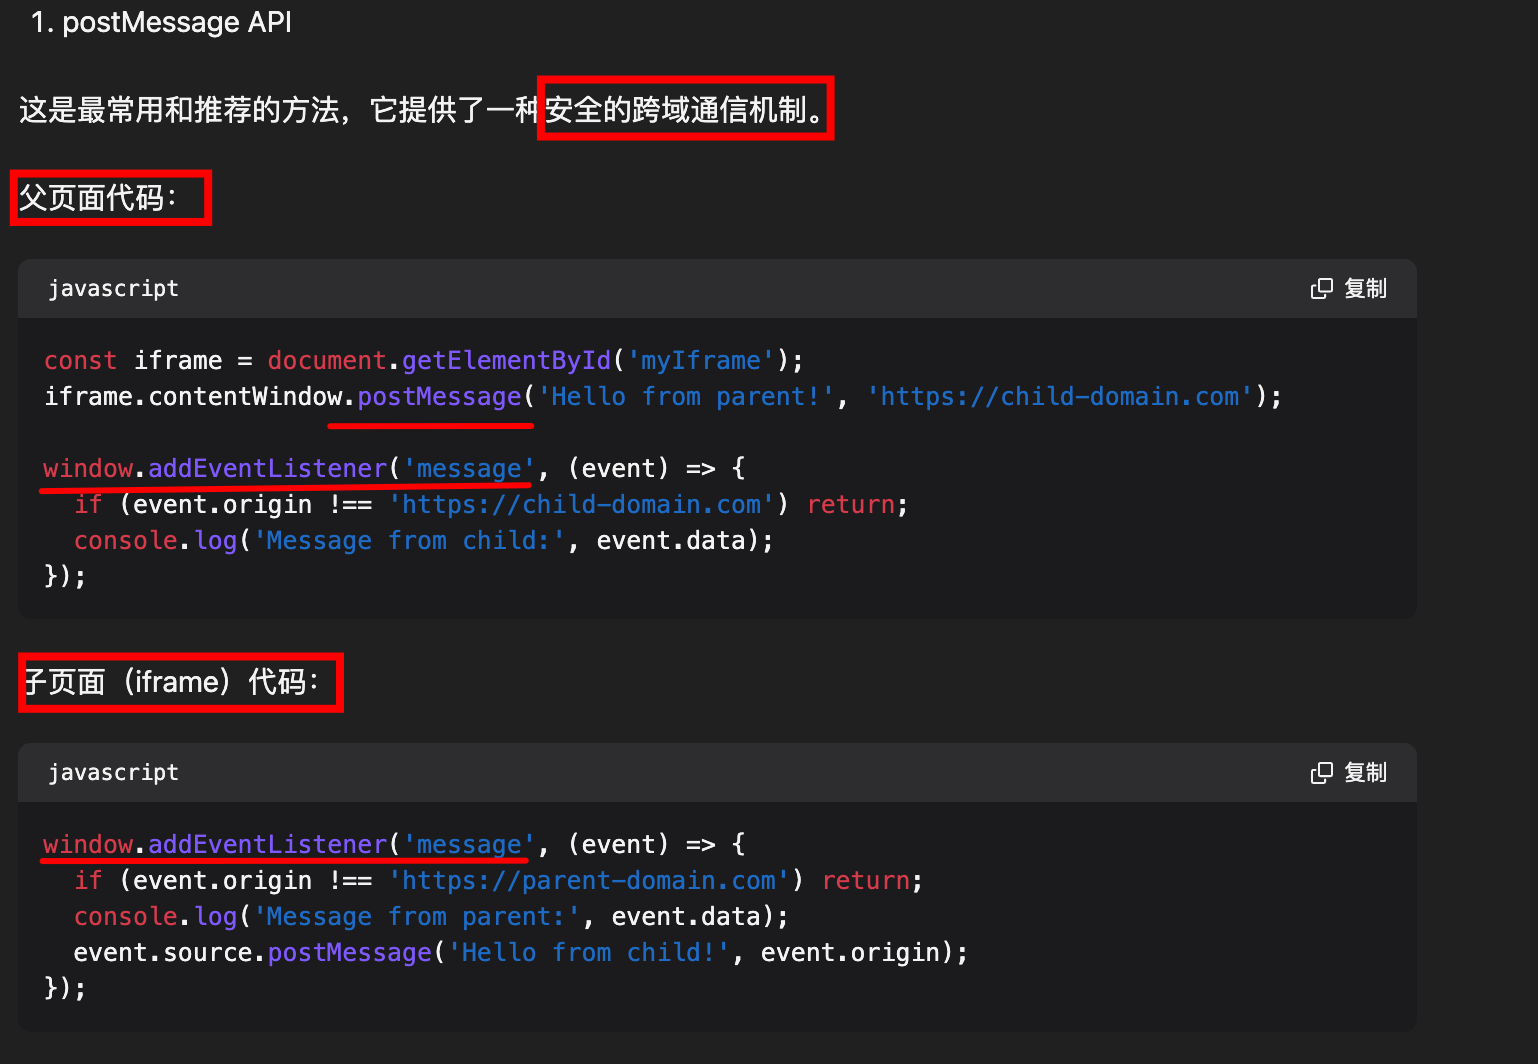 1. postMessage API
这是最常用和推荐的方法，它提供了一种安全的跨域通信机制。
父页面代码：
javascript
复制
const iframe = document.getElementById('myIframe');
iframe.contentWindow.postMessage('Hello from parent!', 'https://child-domain.com');
window.addEventListener('message', (event) => {
  if (event.origin !== 'https://child-domain.com') return;
  console.log('Message from child:', event.data);
});
子页面（iframe）代码：
javascript
复制
window.addEventListener('message', (event) => {
  if (event.origin !== 'https://parent-domain.com') return;
  console.log('Message from parent:', event.data);
  event.source.postMessage('Hello from child!', event.origin);
});